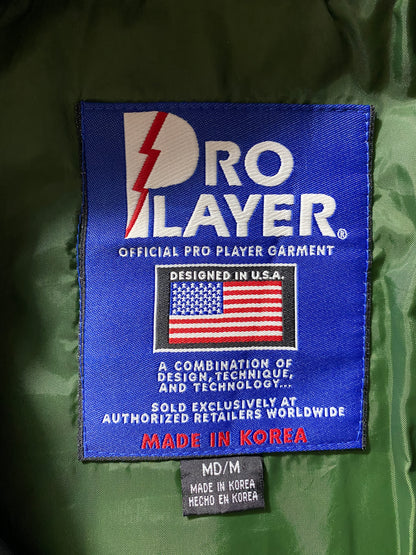 PRO
PLAYER®
OFFICIAL PRO PLAYER GARMENT
DESIGNED IN U.S.A.
A COMBINATION OF
DESIGN, TECHNIQUE,
AND TECHNOLOGY...
SOLD EXCLUSIVELY AT
AUTHORIZED RETAILERS WORLDWIDE
MADE IN KOREA
MD/M
MADE IN KOREA
HECHO EN KOREA